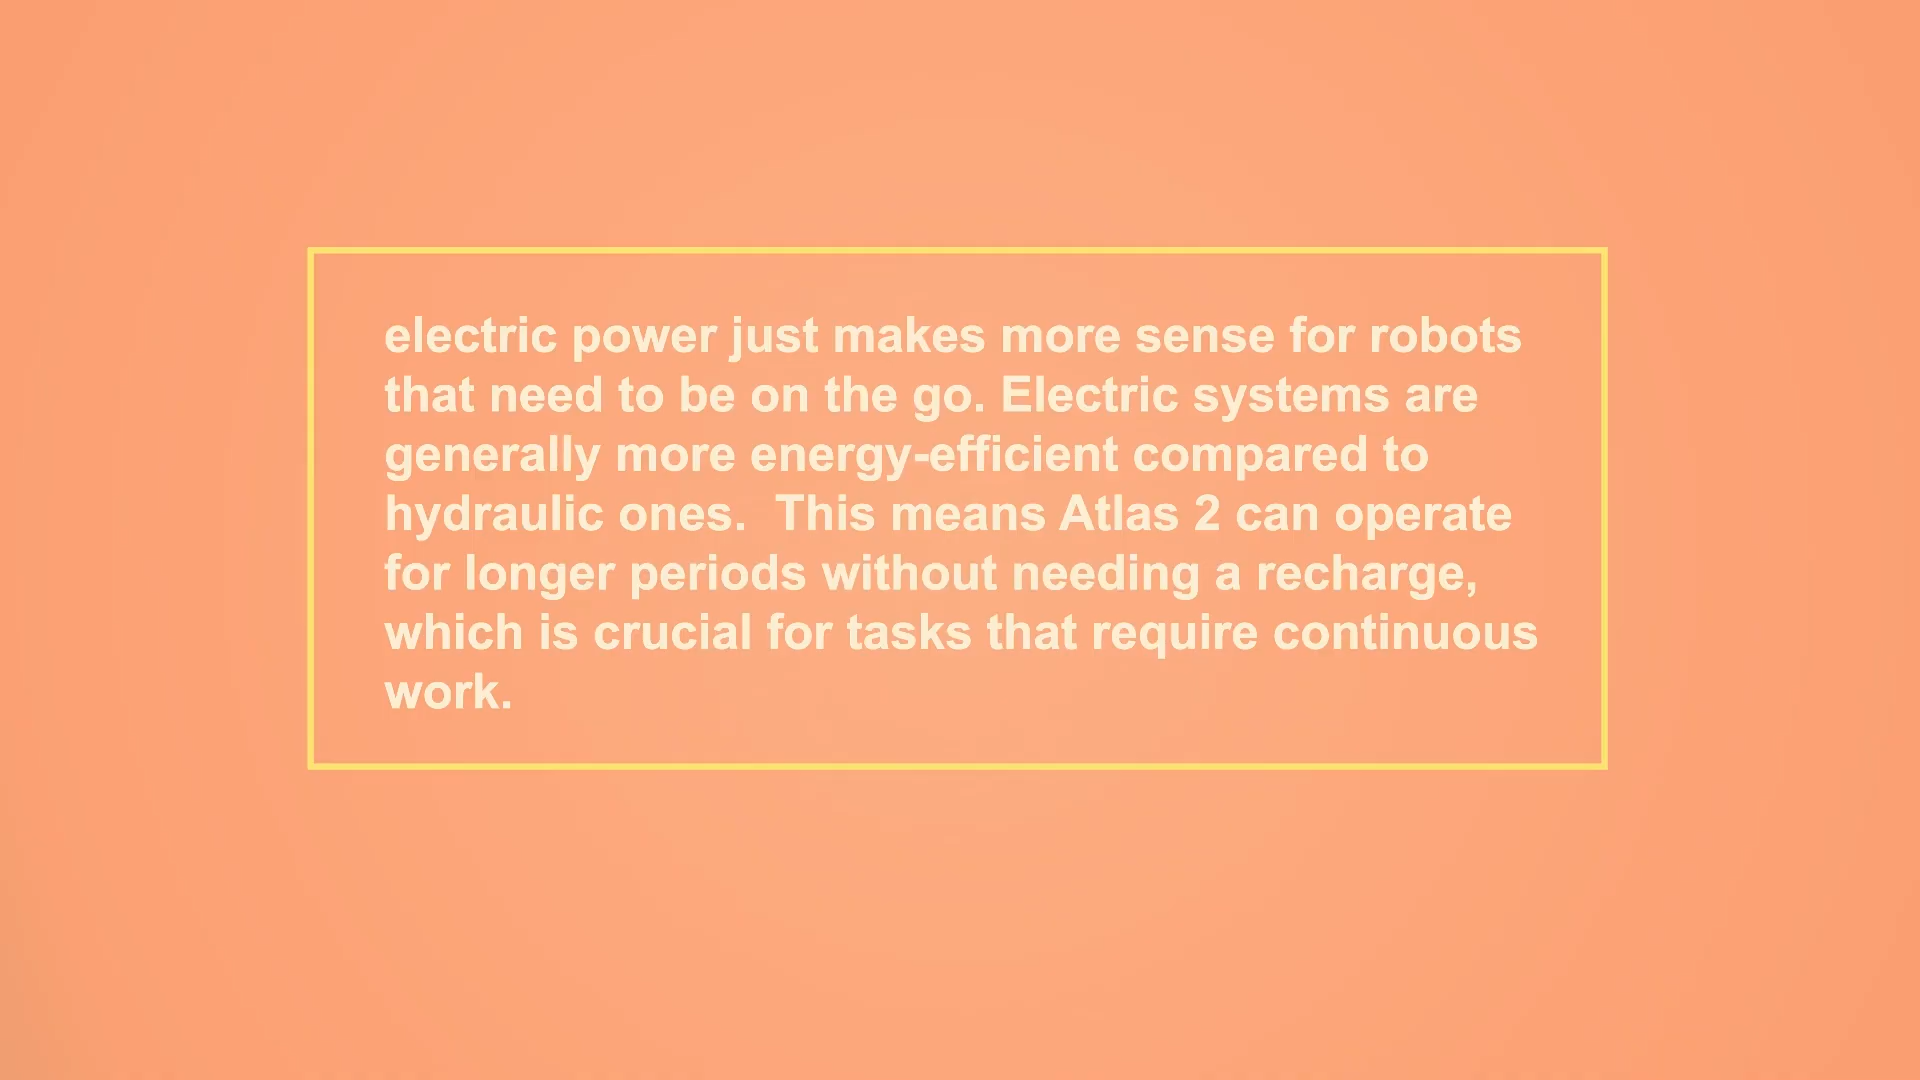 electric power just makes more sense for robots
that need to be on the go. Electric systems are
generally more energy-efficient compared to
hydraulic ones.  This means Atlas 2 can operate
for longer periods without needing a recharge,
which is crucial for tasks that require continuous
work.